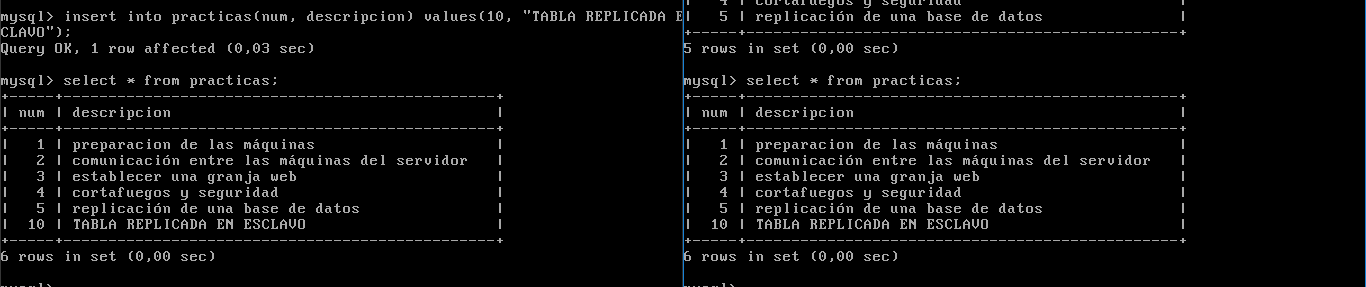 mysql> insert into practicas(num, descripcion) values(10, "TABLA REPLICADA E
CLAVO");
Query OK, 1 row affected (0,03 sec)
mysql> select * from practicas;
+-----+--------------------------------------------+
| num | descripcion |
+-----+--------------------------------------------+
| 1 | preparacion de las máquinas |
| 2 | comunicación entre las máquinas del servidor |
| 3 | establecer una granja web |
| 4 | cortafuegos y seguridad |
| 5 | replicación de una base de datos |
| 10 | TABLA REPLICADA EN ESCLAVO |
+-----+--------------------------------------------+
6 rows in set (0,00 sec)
mysql>
| 4 | cortafuegos y seguridad |
| 5 | replicación de una base de datos |
+-----+--------------------------------------------+
5 rows in set (0,00 sec)
mysql> select * from practicas;
+-----+--------------------------------------------+
| num | descripcion |
+-----+--------------------------------------------+
| 1 | preparacion de las máquinas |
| 2 | comunicación entre las máquinas del servidor |
| 3 | establecer una granja web |
| 4 | cortafuegos y seguridad |
| 5 | replicación de una base de datos |
| 10 | TABLA REPLICADA EN ESCLAVO |
+-----+--------------------------------------------+
6 rows in set (0,00 sec)
mysql>